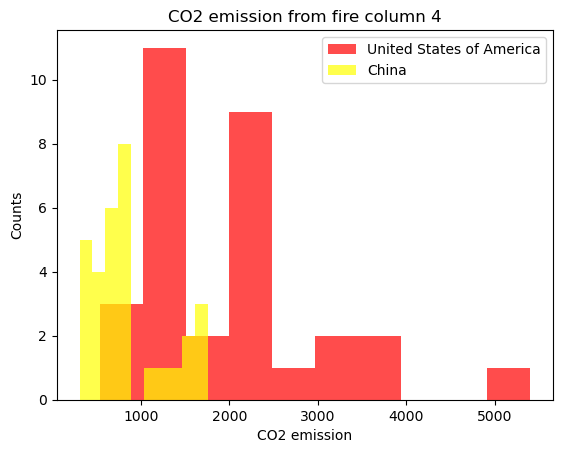 CO2 emission from fire column 4
United States of America
China
Counts
10
8
6
4
2
0
1000 2000 3000 4000 5000
CO2 emission